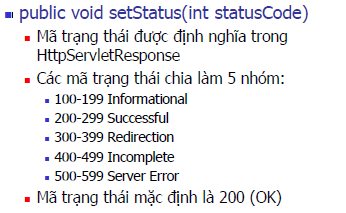 public void setStatus(int statusCode)
Mã trạng thái được định nghĩa trong
HttpServletResponse
Các mã trạng thái chia làm 5 nhóm:
100-199 Informational
200-299 Successful
300-399 Redirection
400-499 Incomplete
500-599 Server Error
Mã trạng thái mặc định là 200 (OK)